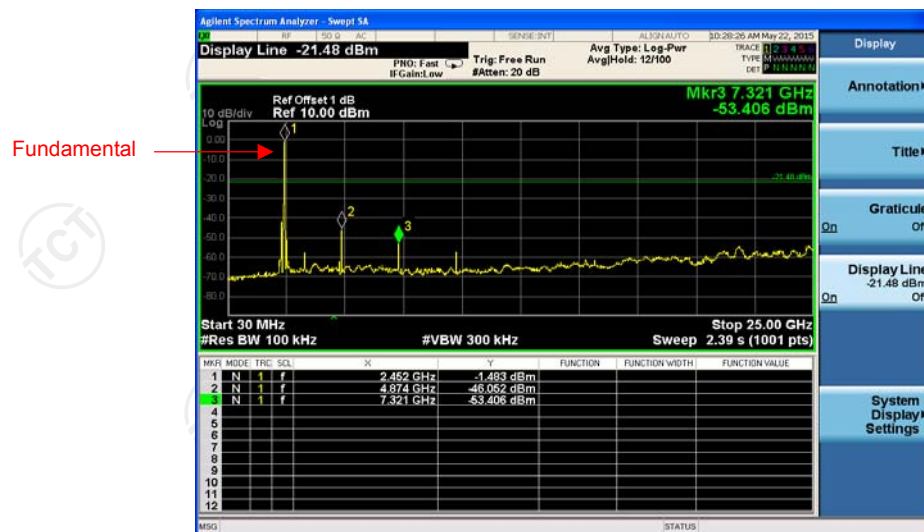 Agilent Spectrum Analyzer - Swept SA
RF 50 Ω AC SENSE:INT ALIGN AUTO 10:28:26 AM May 22, 2015
Display Line -21.48 dBm
PNO: Fast
IFGain:Low
Trig: Free Run
#Atten: 20 dB
Avg Type: Log-Pwr
Avg|Hold: 12/100
TRACE 1 2 3 4 5 6
TYPE M
DET P N N N N N
Display
Annotation
Title
Graticule
On Of
Display Line
-21.48 dBm
On Of
System
Display
Settings
Mkr3 7.321 GHz
-53.406 dBm
10 dB/div
Log
Ref Offset 1 dB
Ref 10.00 dBm
Fundamental
TCT
0.00
-10.0
-20.0
-30.0
-40.0
-50.0
-60.0
-70.0
-80.0
-21.48 dBm
1
2
3
Start 30 MHz
#Res BW 100 kHz
#VBW 300 kHz
Stop 25.00 GHz
Sweep 2.39 s (1001 pts)
MKR MODE TRC SCL X Y FUNCTION FUNCTION WIDTH FUNCTION VALUE
1 N 1 f 2.452 GHz -1.483 dBm
2 N 1 f 4.874 GHz -46.052 dBm
3 N 1 f 7.321 GHz -53.406 dBm
4
5
6
7
8
9
10
11
12
MSG STATUS